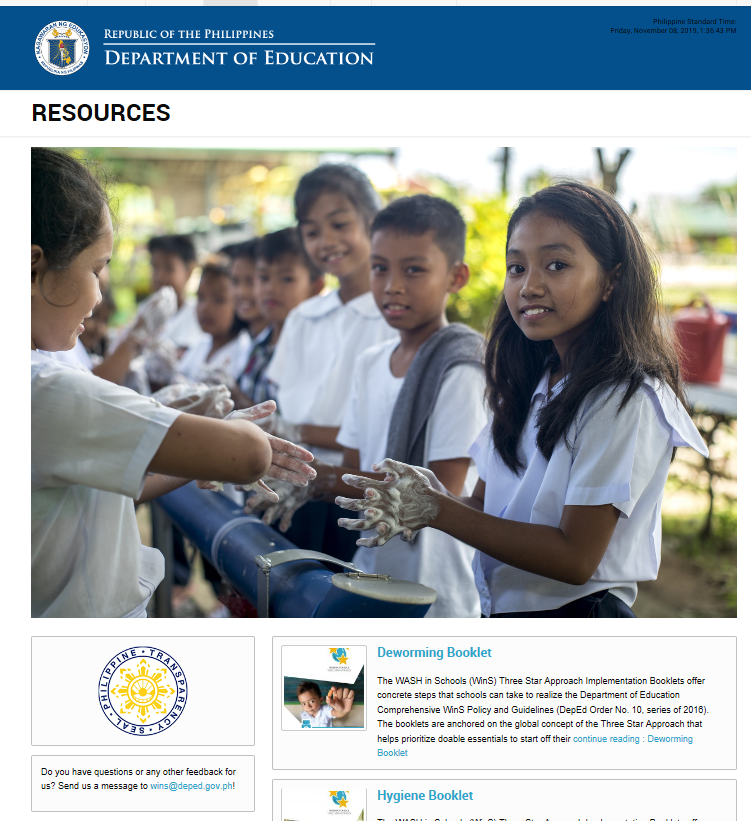 REPUBLIC OF THE PHILIPPINES
DEPARTMENT OF EDUCATION
Philippine Standard Time:
Friday, November 08, 2019, 1:36:43 PM
RESOURCES
PHILIPPINE • TRANSPARENCY • SEAL •
Do you have questions or any other feedback for
us? Send us a message to wins@deped.gov.ph!
Deworming Booklet
The WASH in Schools (WinS) Three Star Approach Implementation Booklets offer
concrete steps that schools can take to realize the Department of Education
Comprehensive WinS Policy and Guidelines (DepEd Order No. 10, series of 2016).
The booklets are anchored on the global concept of the Three Star Approach that
helps prioritize doable essentials to start off their continue reading : Deworming
Booklet
Hygiene Booklet